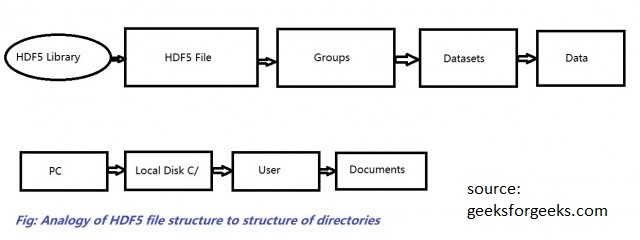 HDF5 Library
HDF5 File
Groups
Datasets
Data
PC
Local Disk C/
User
Documents
source:
geeksforgeeks.com
Fig: Analogy of HDF5 file structure to structure of directories